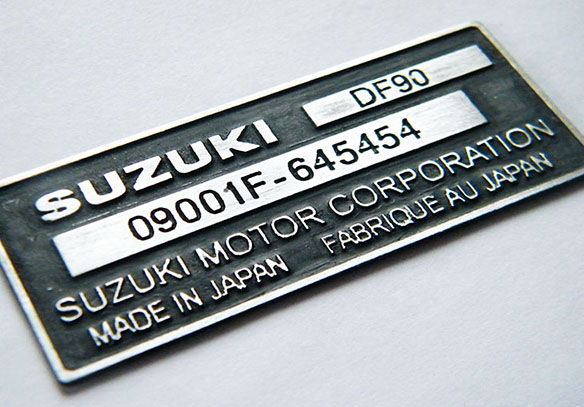 SUZUKI DF90
09001F-645454
SUZUKI MOTOR CORPORATION
MADE IN JAPAN FABRIQUE AU JAPAN